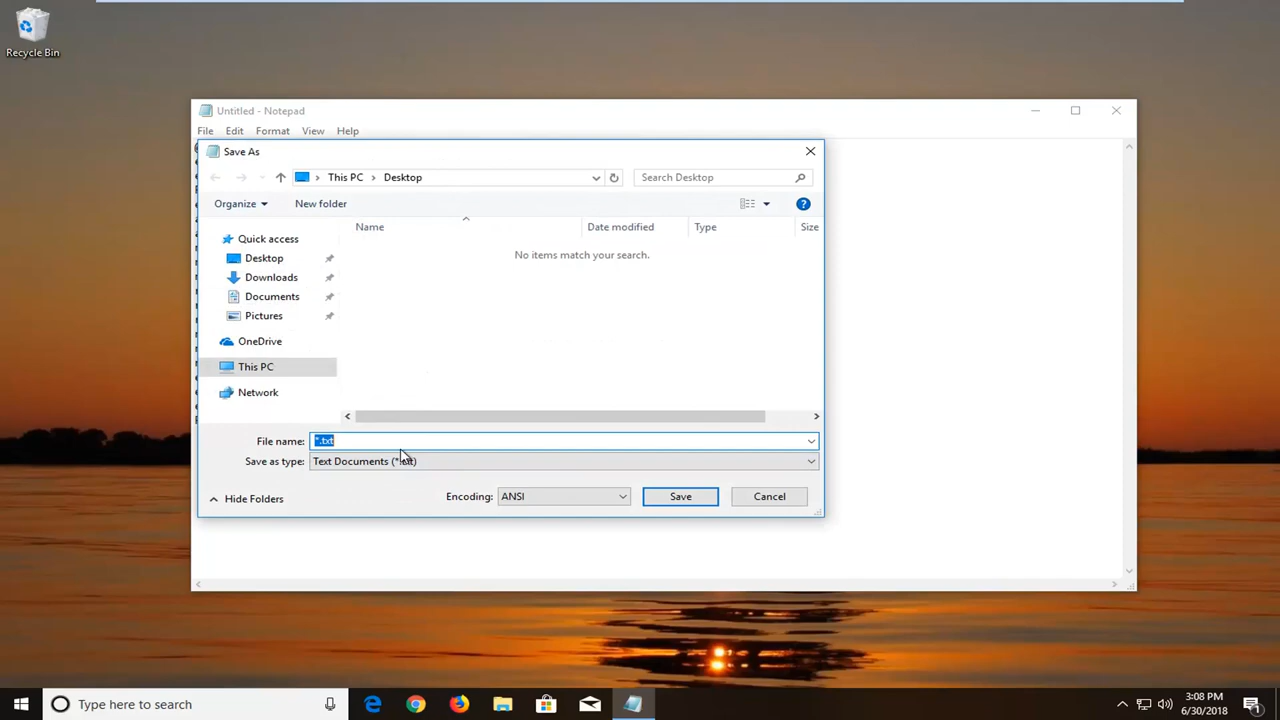 Recycle Bin
Untitled - Notepad
File Edit Format View Help
Save As
This PC > Desktop
Search Desktop
Organize New folder
Name Date modified Type Size
Quick access
No items match your search.
Desktop
Downloads
Documents
Pictures
OneDrive
This PC
Network
File name: *.txt
Save as type: Text Documents (*.txt)
Hide Folders Encoding: ANSI Save Cancel
Type here to search
3:08 PM
6/30/2018
1